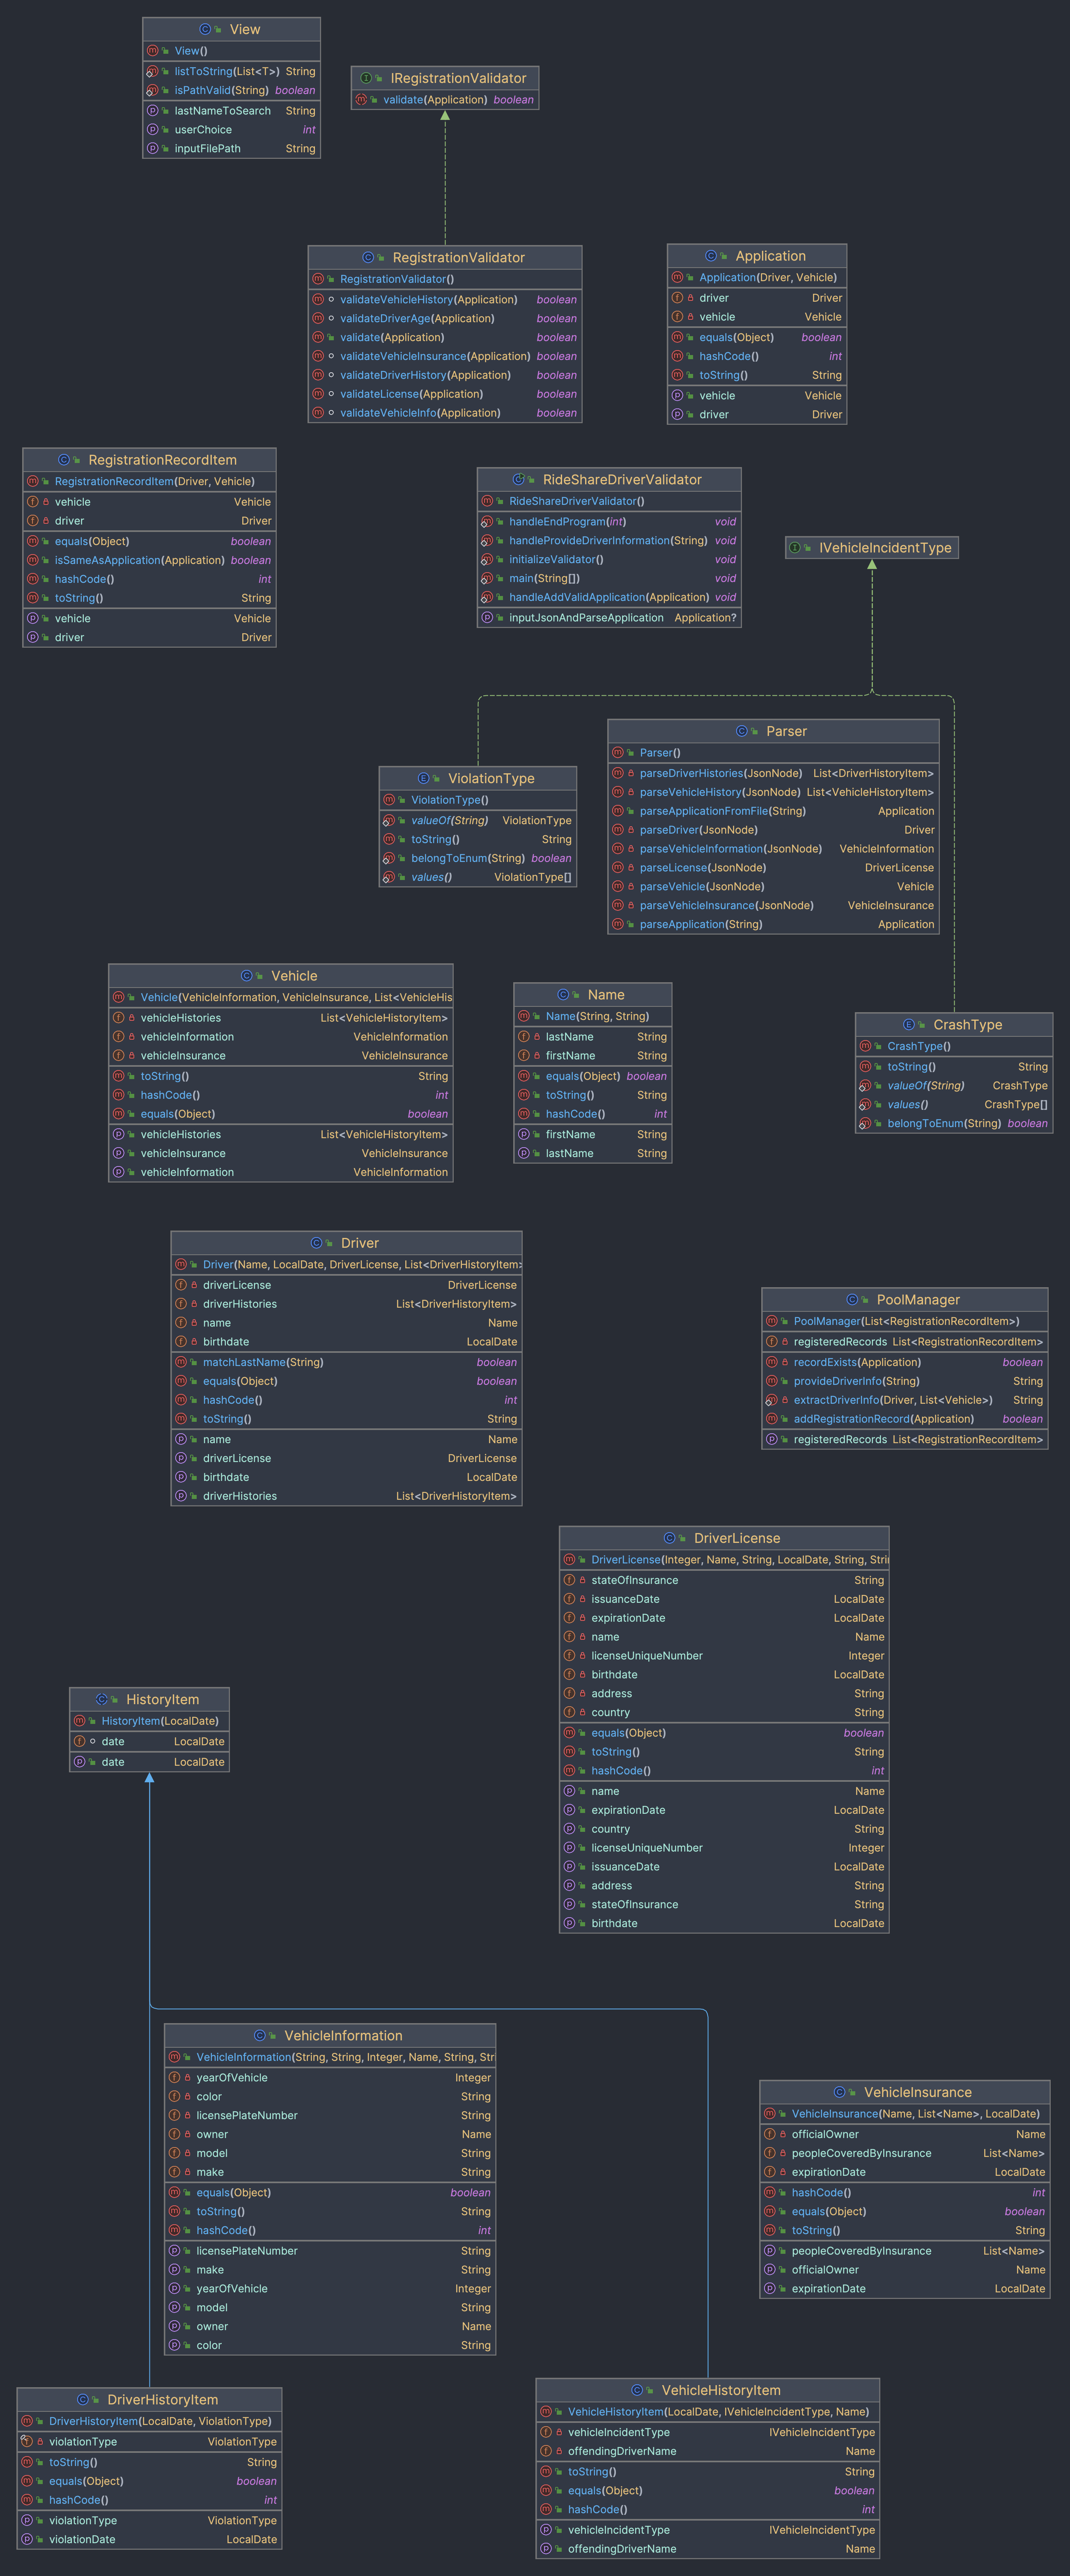 View
View()
listToString(List<T>) String
isPathValid(String) boolean
lastNameToSearch String
userChoice int
inputFilePath String
IRegistrationValidator
validate(Application) boolean
RegistrationValidator
RegistrationValidator()
validateVehicleHistory(Application) boolean
validateDriverAge(Application) boolean
validate(Application) boolean
validateVehicleInsurance(Application) boolean
validateDriverHistory(Application) boolean
validateLicense(Application) boolean
validateVehicleInfo(Application) boolean
Application
Application(Driver, Vehicle)
driver Driver
vehicle Vehicle
equals(Object) boolean
hashCode() int
toString() String
vehicle Vehicle
driver Driver
RegistrationRecordItem
RegistrationRecordItem(Driver, Vehicle)
vehicle Vehicle
driver Driver
equals(Object) boolean
isSameAsApplication(Application) boolean
hashCode() int
toString() String
vehicle Vehicle
driver Driver
RideShareDriverValidator
RideShareDriverValidator()
handleEndProgram(int) void
handleProvideDriverInformation(String) void
initializeValidator() void
main(String[]) void
handleAddValidApplication(Application) void
inputJsonAndParseApplication Application?
IVehicleIncidentType
ViolationType
ViolationType()
valueOf(String) ViolationType
toString() String
belongToEnum(String) boolean
values() ViolationType[]
Parser
Parser()
parseDriverHistories(JsonNode) List<DriverHistoryItem>
parseVehicleHistory(JsonNode) List<VehicleHistoryItem>
parseApplicationFromFile(String) Application
parseDriver(JsonNode) Driver
parseVehicleInformation(JsonNode) VehicleInformation
parseLicense(JsonNode) DriverLicense
parseVehicle(JsonNode) Vehicle
parseVehicleInsurance(JsonNode) VehicleInsurance
parseApplication(String) Application
Vehicle
Vehicle(VehicleInformation, VehicleInsurance, List<VehicleHis
vehicleHistories List<VehicleHistoryItem>
vehicleInformation VehicleInformation
vehicleInsurance VehicleInsurance
toString() String
hashCode() int
equals(Object) boolean
vehicleHistories List<VehicleHistoryItem>
vehicleInsurance VehicleInsurance
vehicleInformation VehicleInformation
Name
Name(String, String)
lastName String
firstName String
equals(Object) boolean
toString() String
hashCode() int
firstName String
lastName String
CrashType
CrashType()
toString() String
valueOf(String) CrashType
values() CrashType[]
belongToEnum(String) boolean
Driver
Driver(Name, LocalDate, DriverLicense, List<DriverHistoryItem>
driverLicense DriverLicense
driverHistories List<DriverHistoryItem>
name Name
birthdate LocalDate
matchLastName(String) boolean
equals(Object) boolean
hashCode() int
toString() String
name Name
driverLicense DriverLicense
birthdate LocalDate
driverHistories List<DriverHistoryItem>
PoolManager
PoolManager(List<RegistrationRecordItem>)
registeredRecords List<RegistrationRecordItem>
recordExists(Application) boolean
provideDriverInfo(String) String
extractDriverInfo(Driver, List<Vehicle>) String
addRegistrationRecord(Application) boolean
registeredRecords List<RegistrationRecordItem>
DriverLicense
DriverLicense(Integer, Name, String, LocalDate, String, Stri
stateOfInsurance String
issuanceDate LocalDate
expirationDate LocalDate
name Name
licenseUniqueNumber Integer
birthdate LocalDate
address String
country String
equals(Object) boolean
toString() String
hashCode() int
name Name
expirationDate LocalDate
country String
licenseUniqueNumber Integer
issuanceDate LocalDate
address String
stateOfInsurance String
birthdate LocalDate
HistoryItem
HistoryItem(LocalDate)
date LocalDate
date LocalDate
VehicleInformation
VehicleInformation(String, String, Integer, Name, String, Str
yearOfVehicle Integer
color String
licensePlateNumber String
owner Name
model String
make String
equals(Object) boolean
toString() String
hashCode() int
licensePlateNumber String
make String
yearOfVehicle Integer
model String
owner Name
color String
VehicleInsurance
VehicleInsurance(Name, List<Name>, LocalDate)
officialOwner Name
peopleCoveredByInsurance List<Name>
expirationDate LocalDate
hashCode() int
equals(Object) boolean
toString() String
peopleCoveredByInsurance List<Name>
officialOwner Name
expirationDate LocalDate
DriverHistoryItem
DriverHistoryItem(LocalDate, ViolationType)
violationType ViolationType
toString() String
equals(Object) boolean
hashCode() int
violationType ViolationType
violationDate LocalDate
VehicleHistoryItem
VehicleHistoryItem(LocalDate, IVehicleIncidentType, Name)
vehicleIncidentType IVehicleIncidentType
offendingDriverName Name
toString() String
equals(Object) boolean
hashCode() int
vehicleIncidentType IVehicleIncidentType
offendingDriverName Name